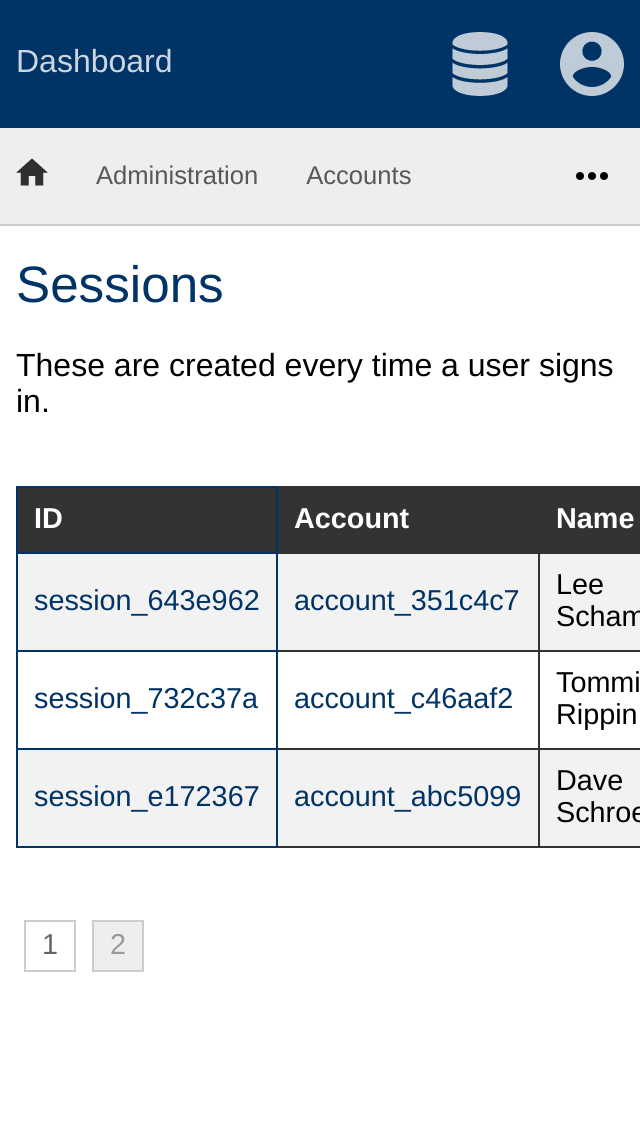 Dashboard
Administration Accounts
Sessions
These are created every time a user signs
in.
ID Account Name
session_643e962 account_351c4c7 Lee
Scham
session_732c37a account_c46aaf2 Tommi
Rippin
session_e172367 account_abc5099 Dave
Schroe
1 2